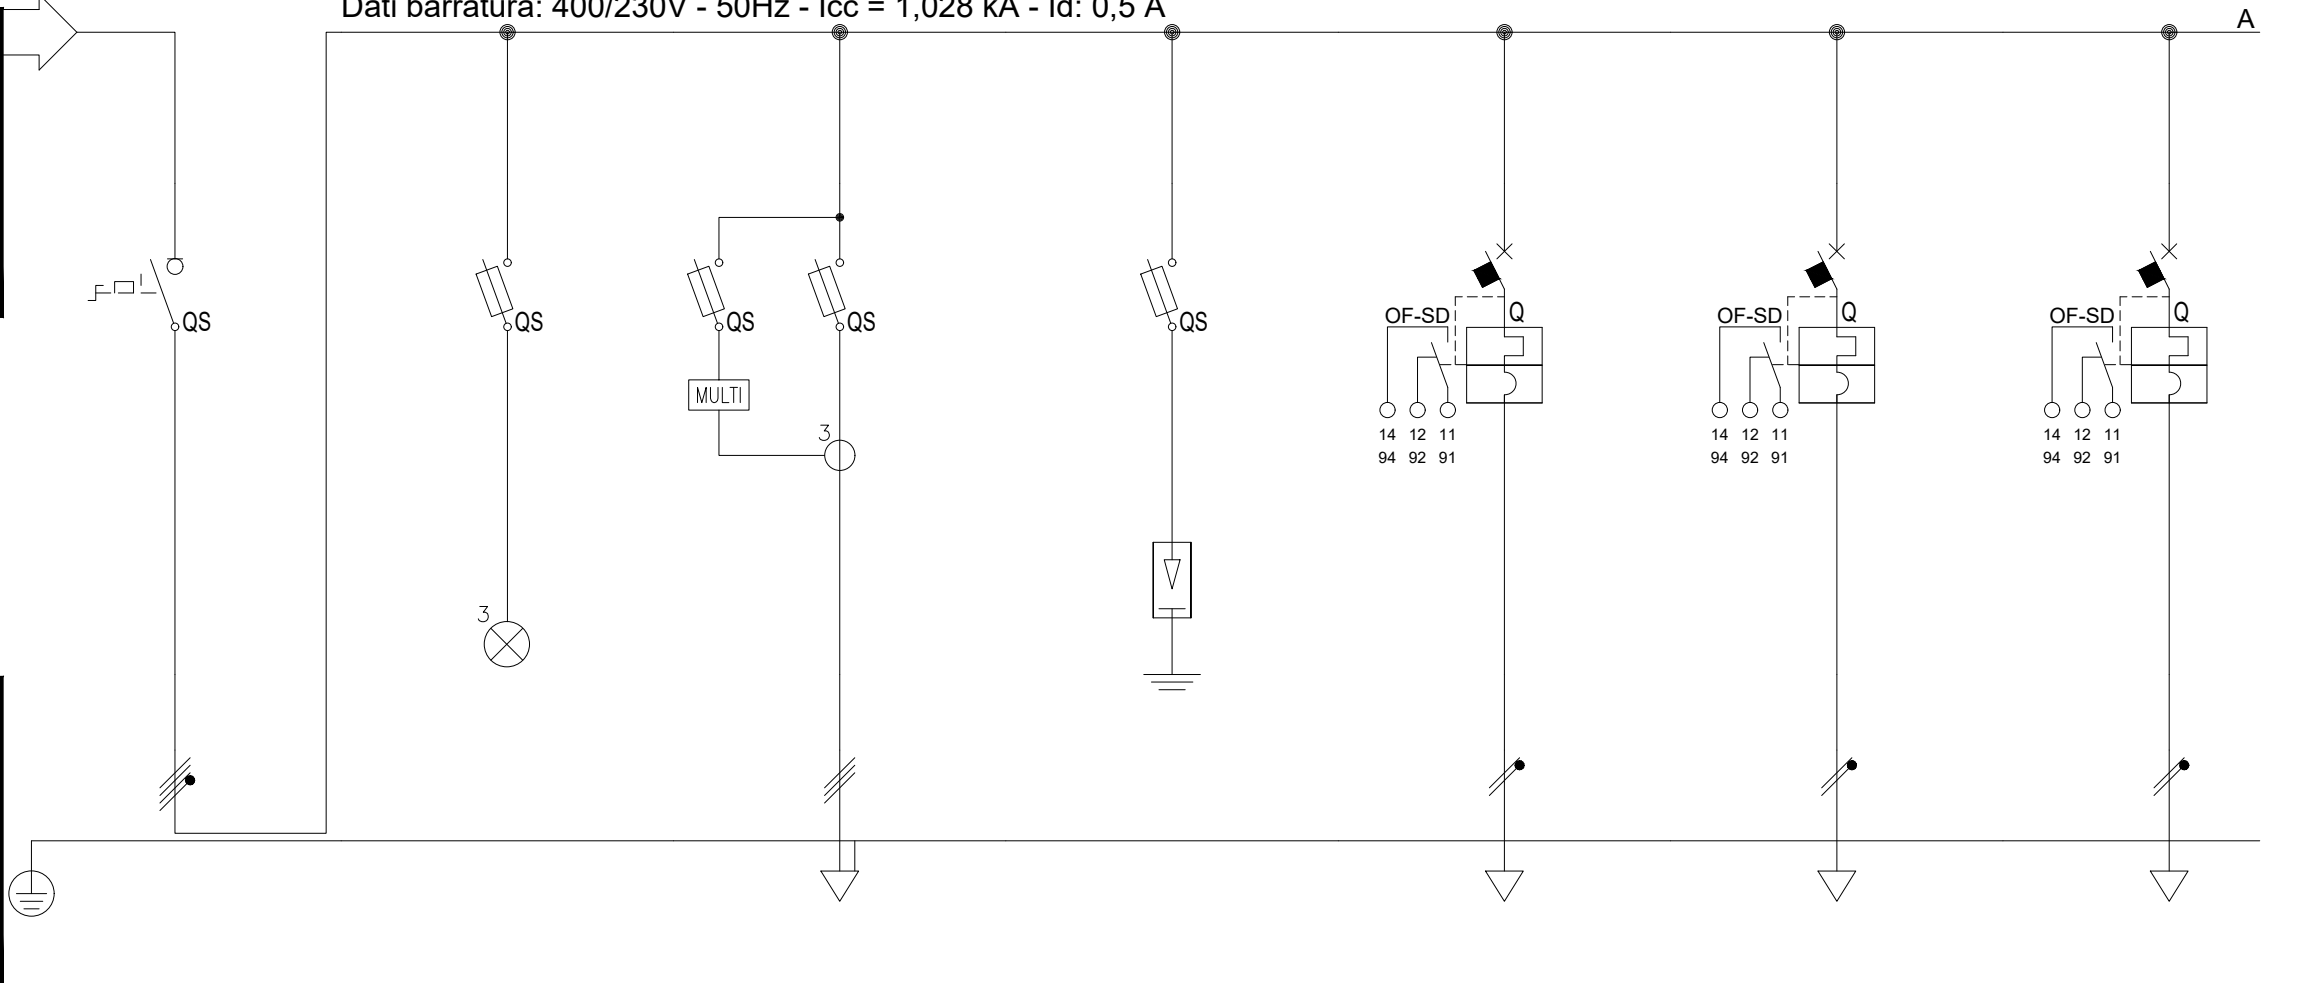 Dati barratura: 400/230V - 50Hz - Icc = 1,028 kA - Id: 0,5 A
A
QS
QS
QS
QS
QS
OF-SD
Q
OF-SD
Q
OF-SD
Q
MULTI
3
14 12 11
94 92 91
14 12 11
94 92 91
14 12 11
94 92 91
3